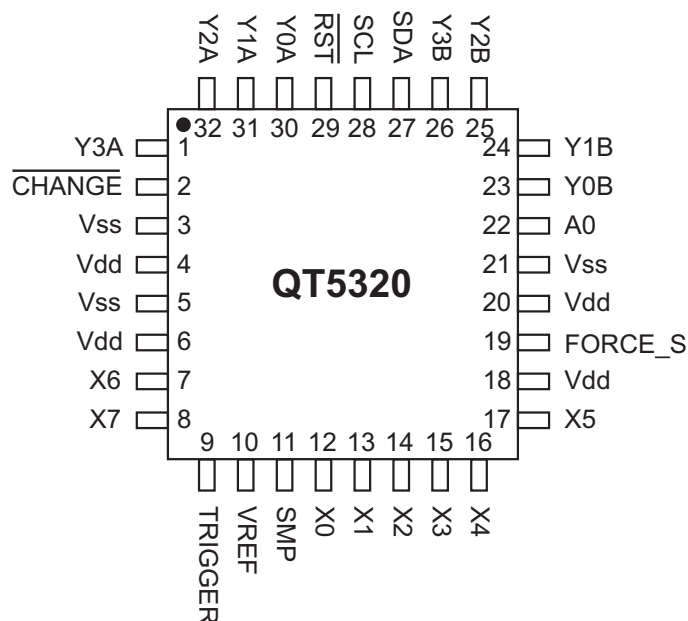 Y2A Y1A Y0A RST SCL SDA Y3B Y2B
32 31 30 29 28 27 26 25
Y3A 1 24 Y1B
CHANGE 2 23 Y0B
Vss 3 22 A0
Vdd 4 21 Vss
Vss 5 20 Vdd
Vdd 6 19 FORCE_S
X6 7 18 Vdd
X7 8 17 X5
QT5320
9 10 11 12 13 14 15 16
TRIGGER VREF SMP X0 X1 X2 X3 X4